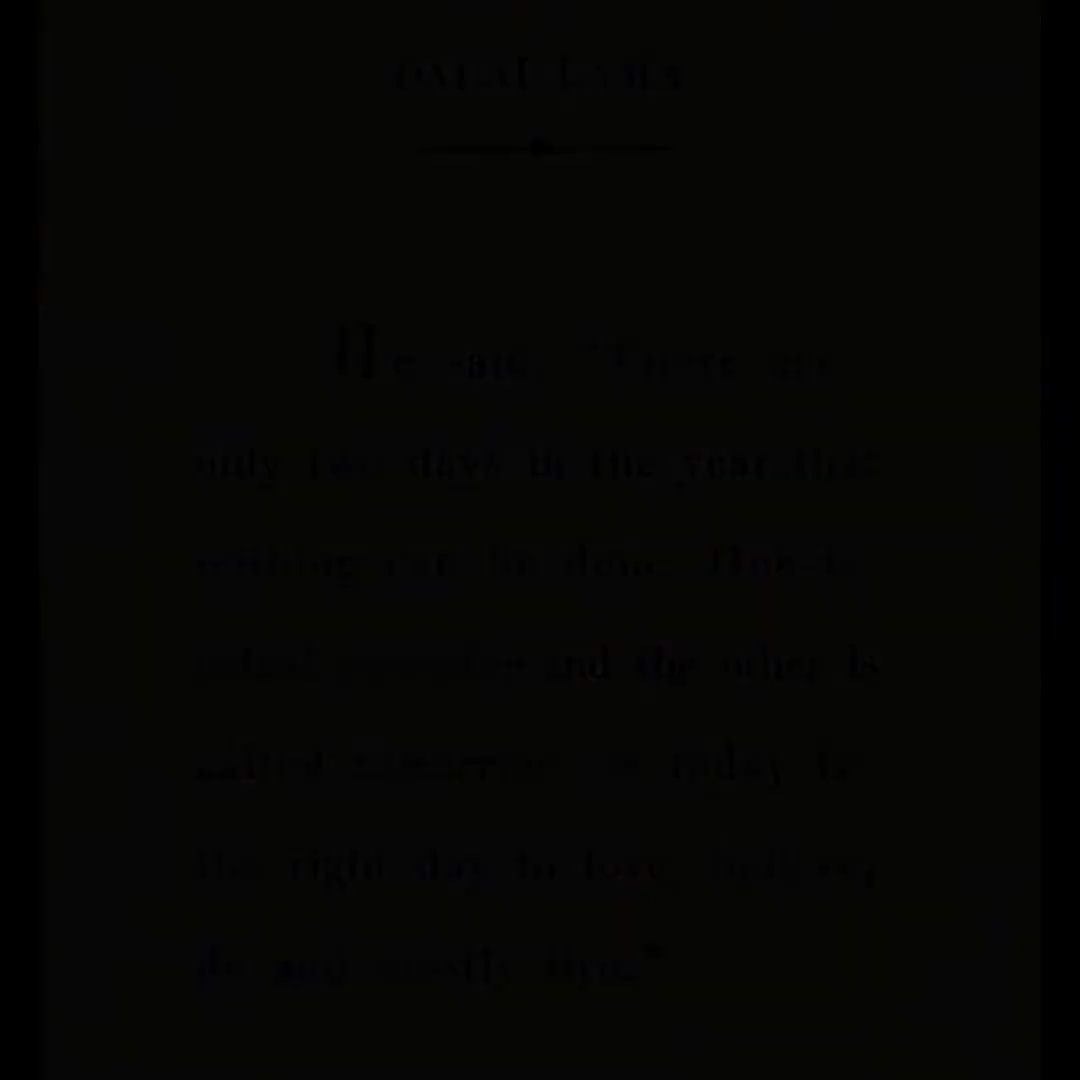 DALAI LAMA
He said, "There are
only two days in the year that
nothing can be done. One is
called and the other is
called tomorrow, so today is
the right day to love, believe,
do and mostly live."